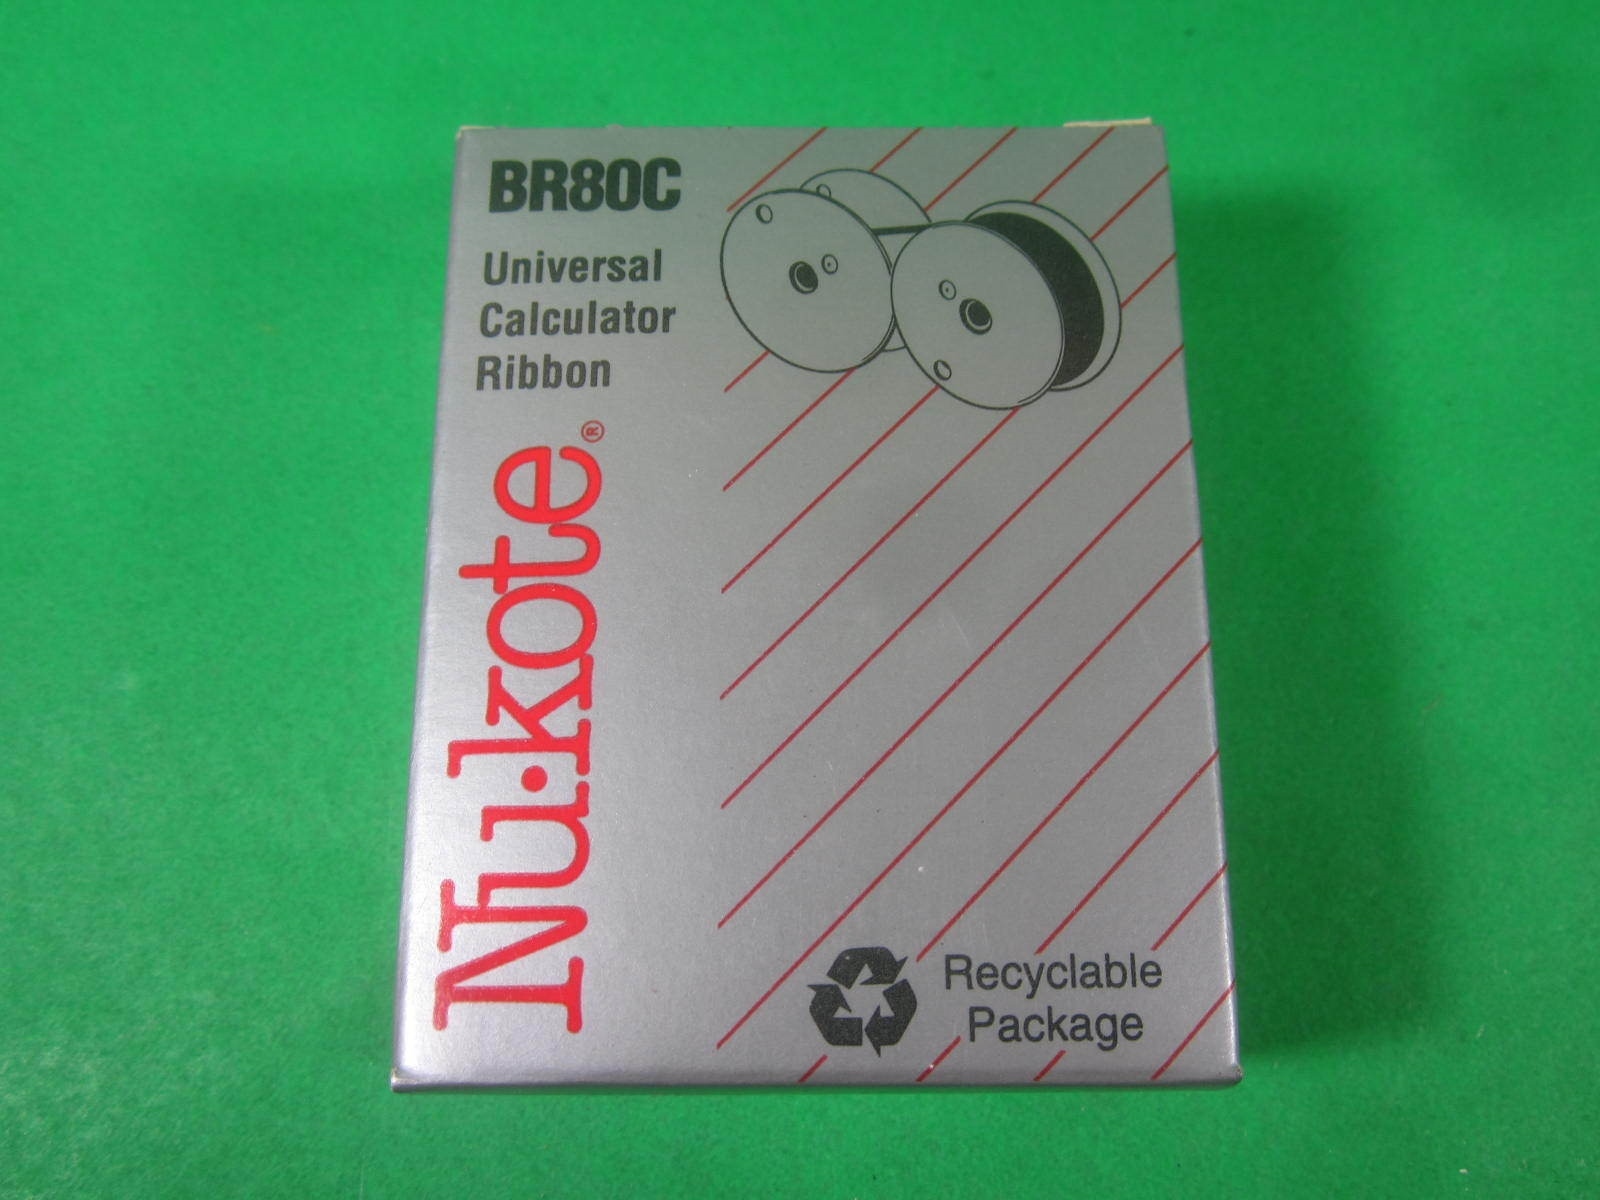 BR80C
Universal
Calculator
Ribbon
Nu·kote®
Recyclable
Package